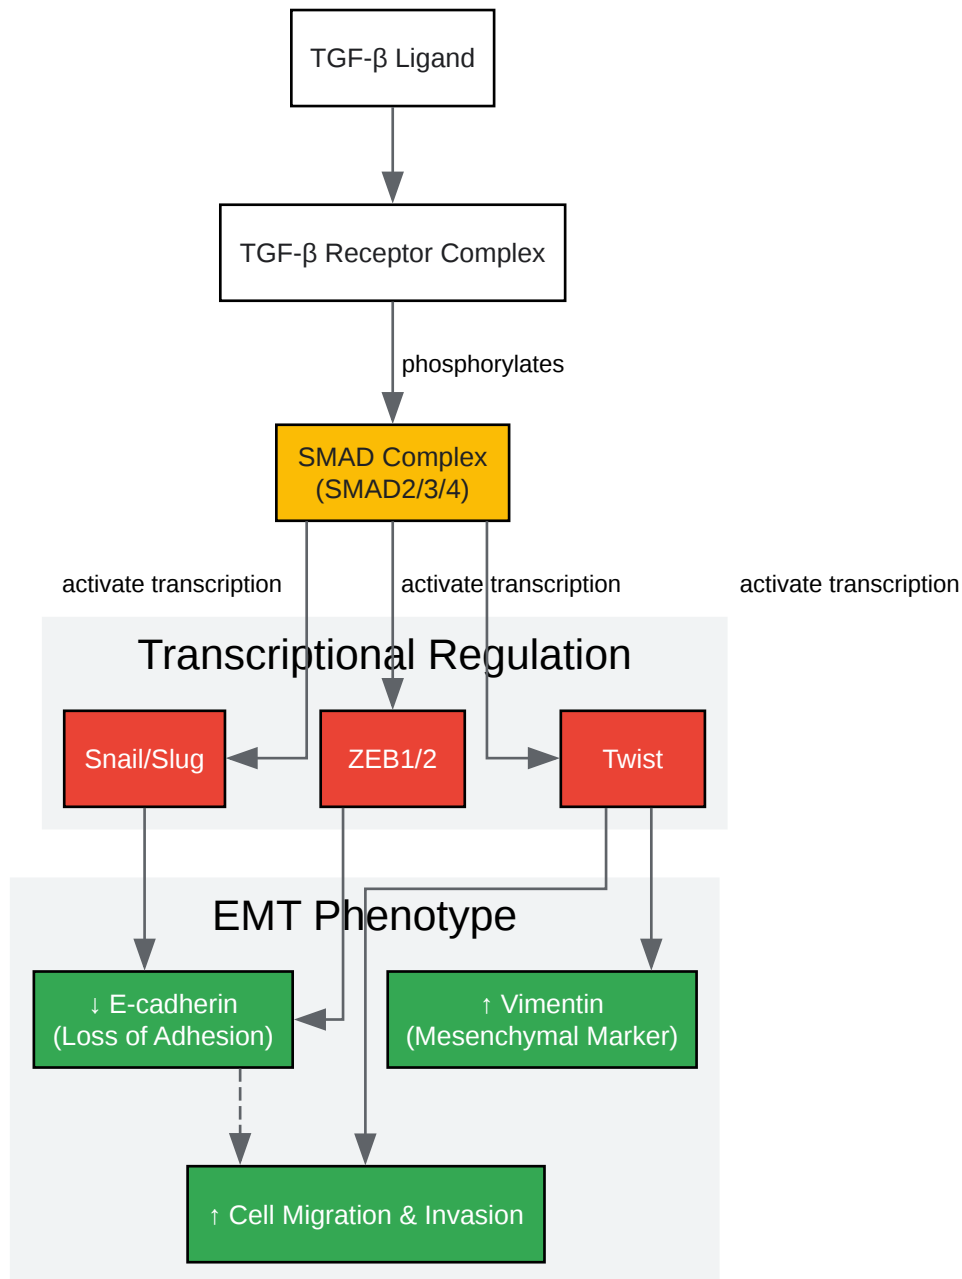 TGF-β Ligand
TGF-β Receptor Complex
phosphorylates
SMAD Complex
(SMAD2/3/4)
activate transcription
activate transcription
activate transcription
Transcriptional Regulation
Snail/Slug
ZEB1/2
Twist
EMT Phenotype
↓ E-cadherin
(Loss of Adhesion)
↑ Vimentin
(Mesenchymal Marker)
↑ Cell Migration & Invasion